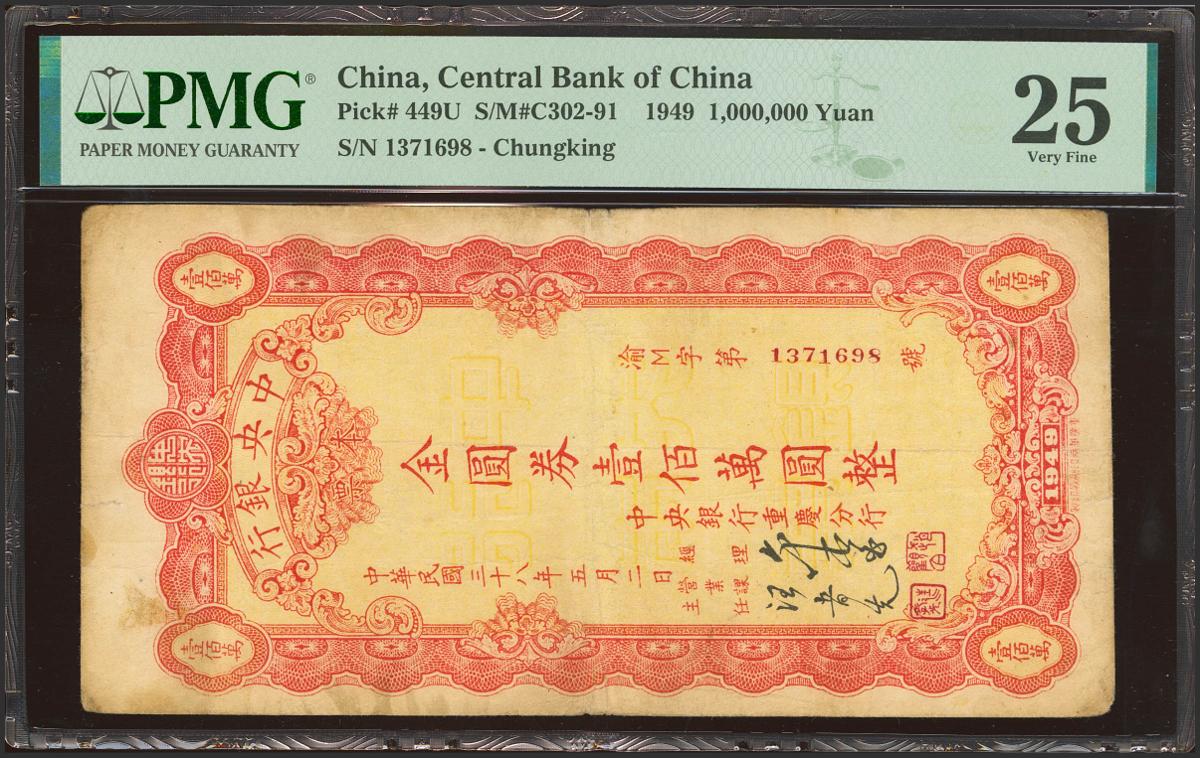 PMG®
PAPER MONEY GUARANTY
China, Central Bank of China
Pick# 449U S/M#C302-91 1949 1,000,000 Yuan
S/N 1371698 - Chungking
25
Very Fine
壹佰萬
壹佰萬
中央銀行
本票
渝M字第 1371698 號
金圓券壹佰萬圓整
中央銀行重慶分行
經理
營業課主任
中華民國三十八年五月二日
1949
壹佰萬
壹佰萬